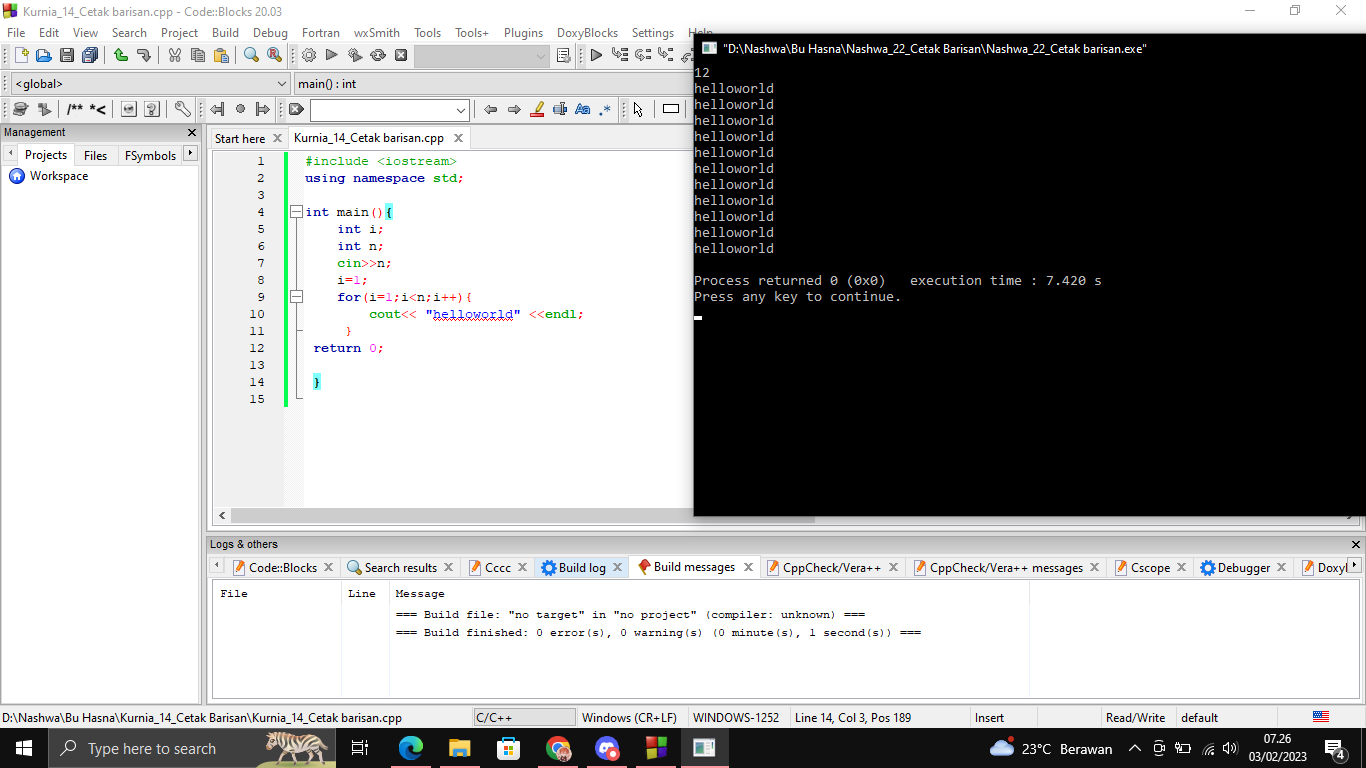 Kurnia_14_Cetak barisan.cpp - Code::Blocks 20.03
File Edit View Search Project Build Debug Fortran wxSmith Tools Tools+ Plugins DoxyBlocks Settings Help
<global>
main() : int
/** *<
Aa .*
Management
Projects Files FSymbols
Workspace
Start here Kurnia_14_Cetak barisan.cpp
1 #include <iostream>
2 using namespace std;
3
4 int main(){
5 int i;
6 int n;
7 cin>>n;
8 i=1;
9 for(i=1;i<n;i++){
10 cout<< "helloworld" <<endl;
11 }
12 return 0;
13
14 }
15
"D:\Nashwa\Bu Hasna\Nashwa_22_Cetak Barisan\Nashwa_22_Cetak barisan.exe"
12
helloworld
helloworld
helloworld
helloworld
helloworld
helloworld
helloworld
helloworld
helloworld
helloworld
helloworld
Process returned 0 (0x0)   execution time : 7.420 s
Press any key to continue.
Logs & others
Code::Blocks Search results Cccc Build log Build messages CppCheck/Vera++ CppCheck/Vera++ messages Cscope Debugger Doxyl
File Line Message
=== Build file: "no target" in "no project" (compiler: unknown) ===
=== Build finished: 0 error(s), 0 warning(s) (0 minute(s), 1 second(s)) ===
D:\Nashwa\Bu Hasna\Kurnia_14_Cetak Barisan\Kurnia_14_Cetak barisan.cpp C/C++ Windows (CR+LF) WINDOWS-1252 Line 14, Col 3, Pos 189 Insert Read/Write default
Type here to search
23°C Berawan
07.26
03/02/2023
4